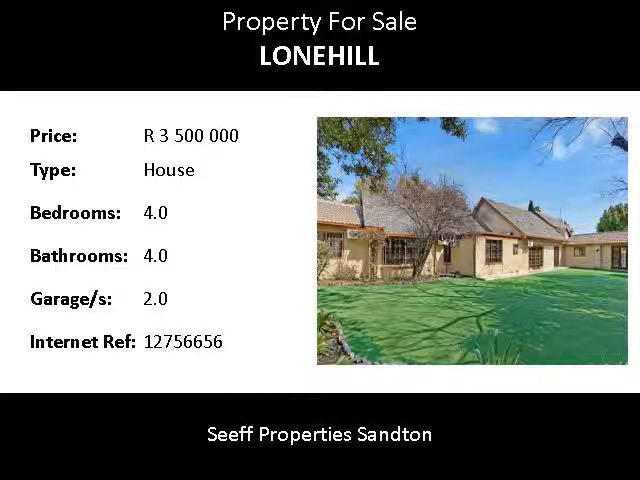 Property For Sale
LONEHILL
Price: R 3 500 000
Type: House
Bedrooms: 4.0
Bathrooms: 4.0
Garage/s: 2.0
Internet Ref: 12756656
Seeff Properties Sandton